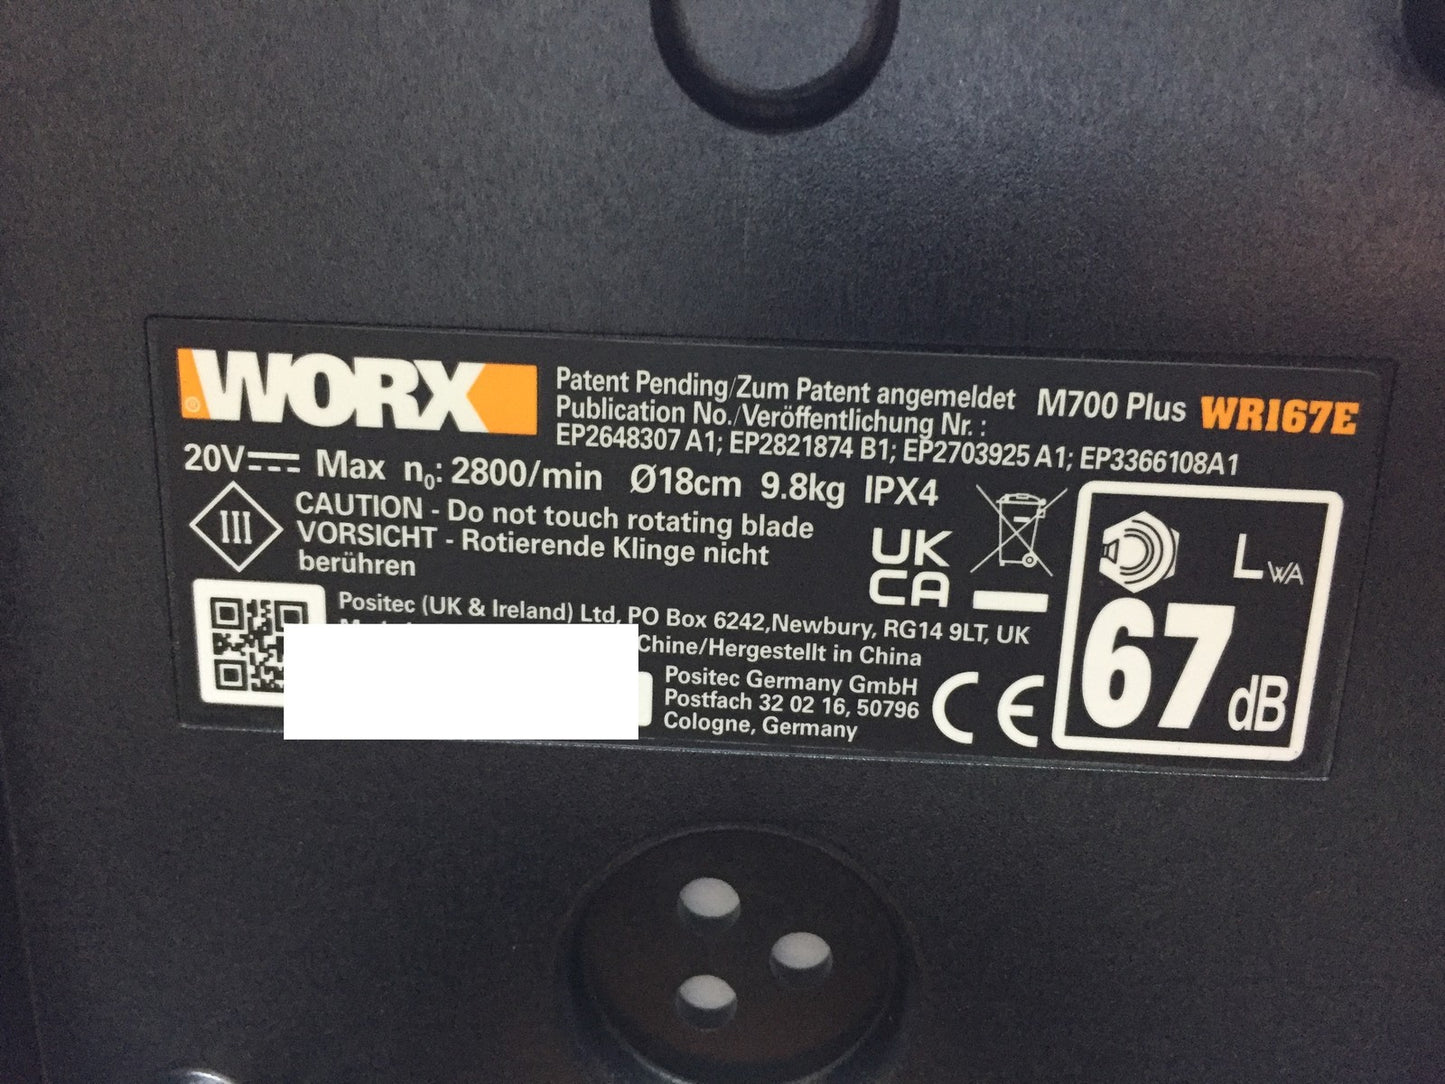 WORX®
Patent Pending/Zum Patent angemeldet M700 Plus WR167E
Publication No./Veröffentlichung Nr. :
EP2648307 A1; EP2821874 B1; EP2703925 A1; EP3366108A1
20V Max n₀: 2800/min Ø18cm 9.8kg IPX4
III
CAUTION - Do not touch rotating blade
VORSICHT - Rotierende Klinge nicht
berühren
UK
CA
LWA
67 dB
Positec (UK & Ireland) Ltd, PO Box 6242,Newbury, RG14 9LT, UK
Chine/Hergestellt in China
Positec Germany GmbH
Postfach 32 02 16, 50796
Cologne, Germany
CE